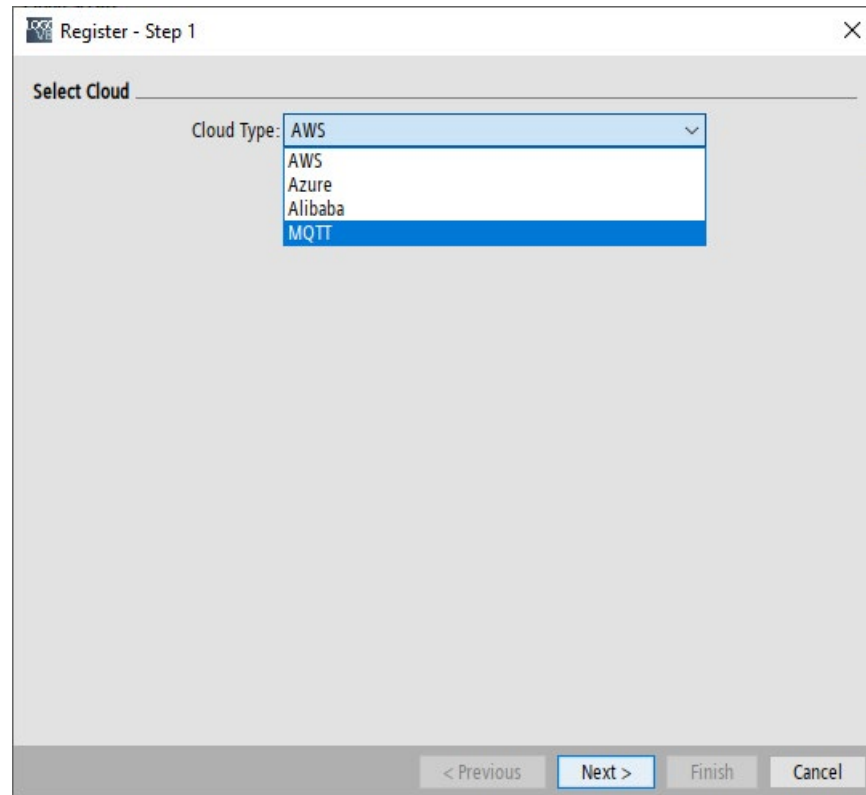 Register - Step 1
Select Cloud
Cloud Type: AWS
AWS
Azure
Alibaba
MQTT
< Previous Next > Finish Cancel